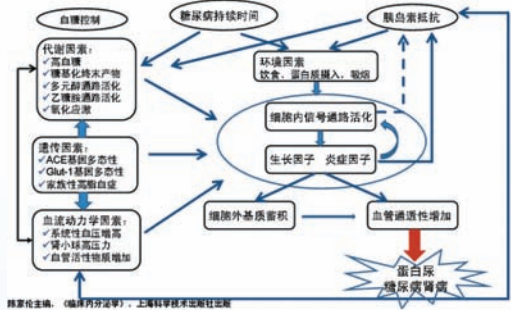 血糖控制
糖尿病持续时间
胰岛素抵抗
代谢因素：
✓高血糖
✓糖基化终末产物
✓多元醇通路活化
✓乙糖胺通路活化
✓氧化应激
环境因素
饮食、蛋白质摄入、吸烟
细胞内信号通路活化
遗传因素：
✓ACE基因多态性
✓Glut-1基因多态性
✓家族性高脂血症
生长因子 炎症因子
血流动力学因素：
✓系统性血压增高
✓肾小球高压力
✓血管活性物质增加
细胞外基质蓄积
血管通透性增加
蛋白尿
糖尿病肾病
陈家伦主编，《临床内分泌学》，上海科学技术出版社出版